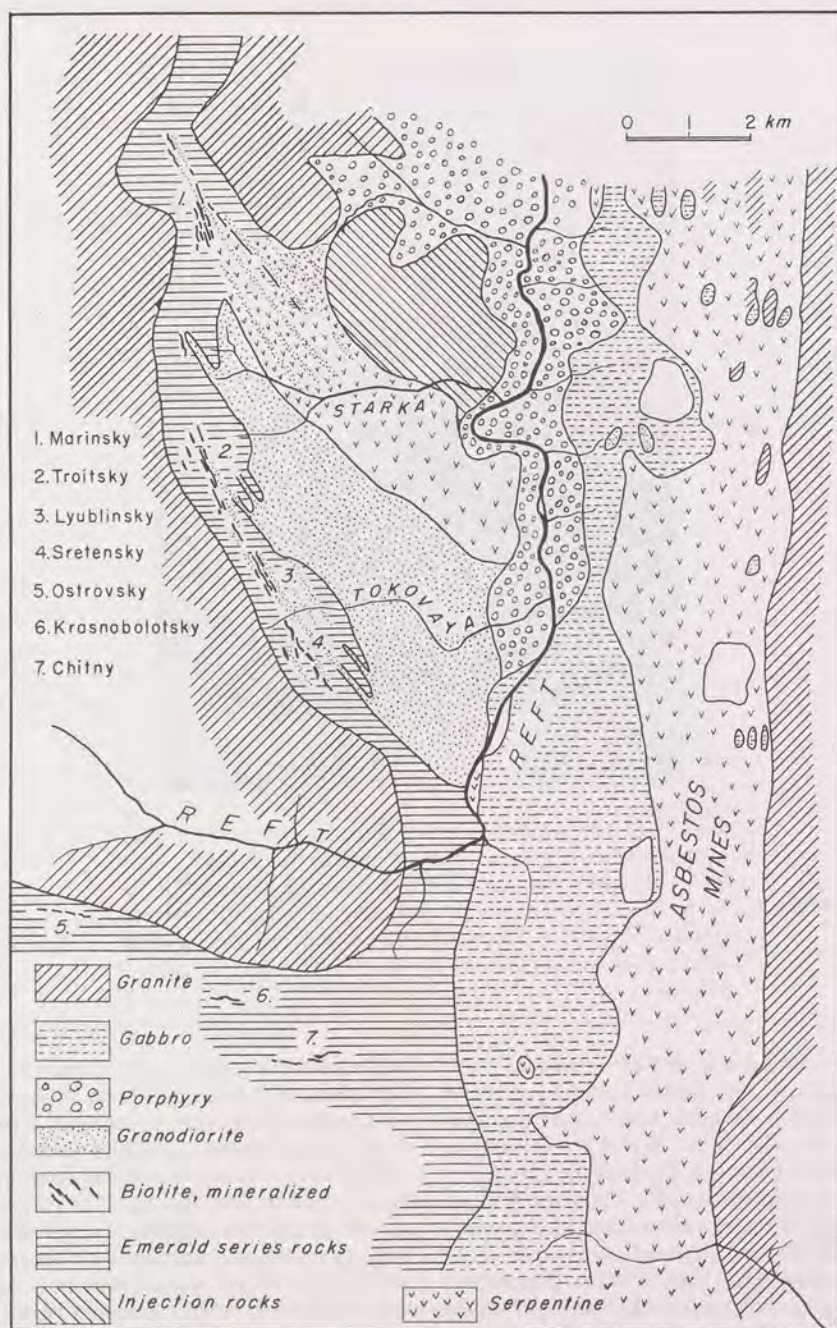 0 1 2 km
1.
STARKA
1. Marinsky
2. Troitsky
3. Lyublinsky
4. Sretensky
5. Ostrovsky
6. Krasnobolotsky
7. Chitny
2
3
TOKOVAYA
4
REFT
REFT
ASBESTOS
MINES
5.
6.
7.
Granite
Gabbro
Porphyry
Granodiorite
Biotite, mineralized
Emerald series rocks
Injection rocks
Serpentine